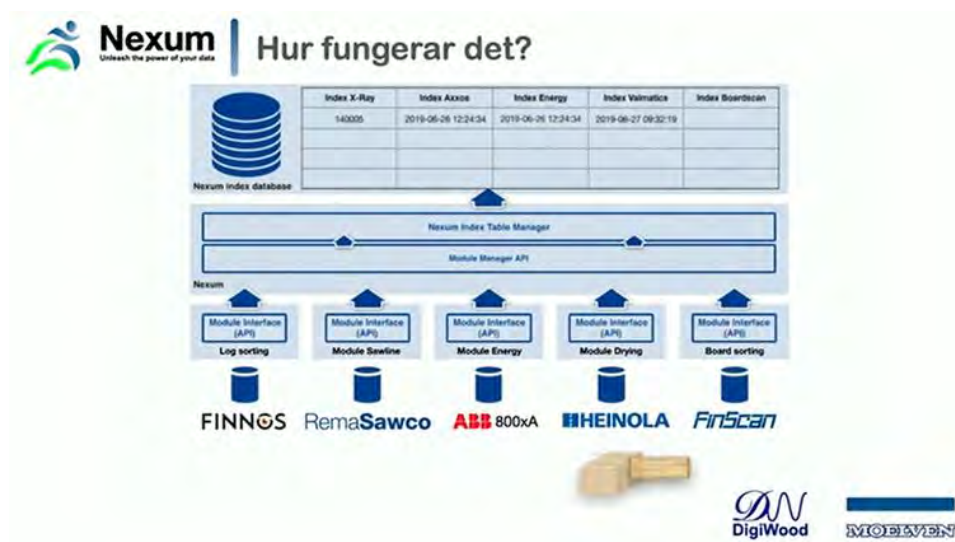 Nexum
Unleash the power of your data
Hur fungerar det?
Index X-Ray Index Axxos Index Energy Index Valmatics Index Boardscan
140005 2019-06-26 12:24:34 2019-06-26 12:24:34 2019-06-27 09:32:19
Nexum index database
Nexum Index Table Manager
Module Manager API
Nexum
Module Interface Module Interface Module Interface Module Interface Module Interface
(API) (API) (API) (API) (API)
Log sorting Module Sawline Module Energy Module Drying Board sorting
FINNOS RemaSawco ABB 800xA HEINOLA FinScan
DW
DigiWood
MOELVEN